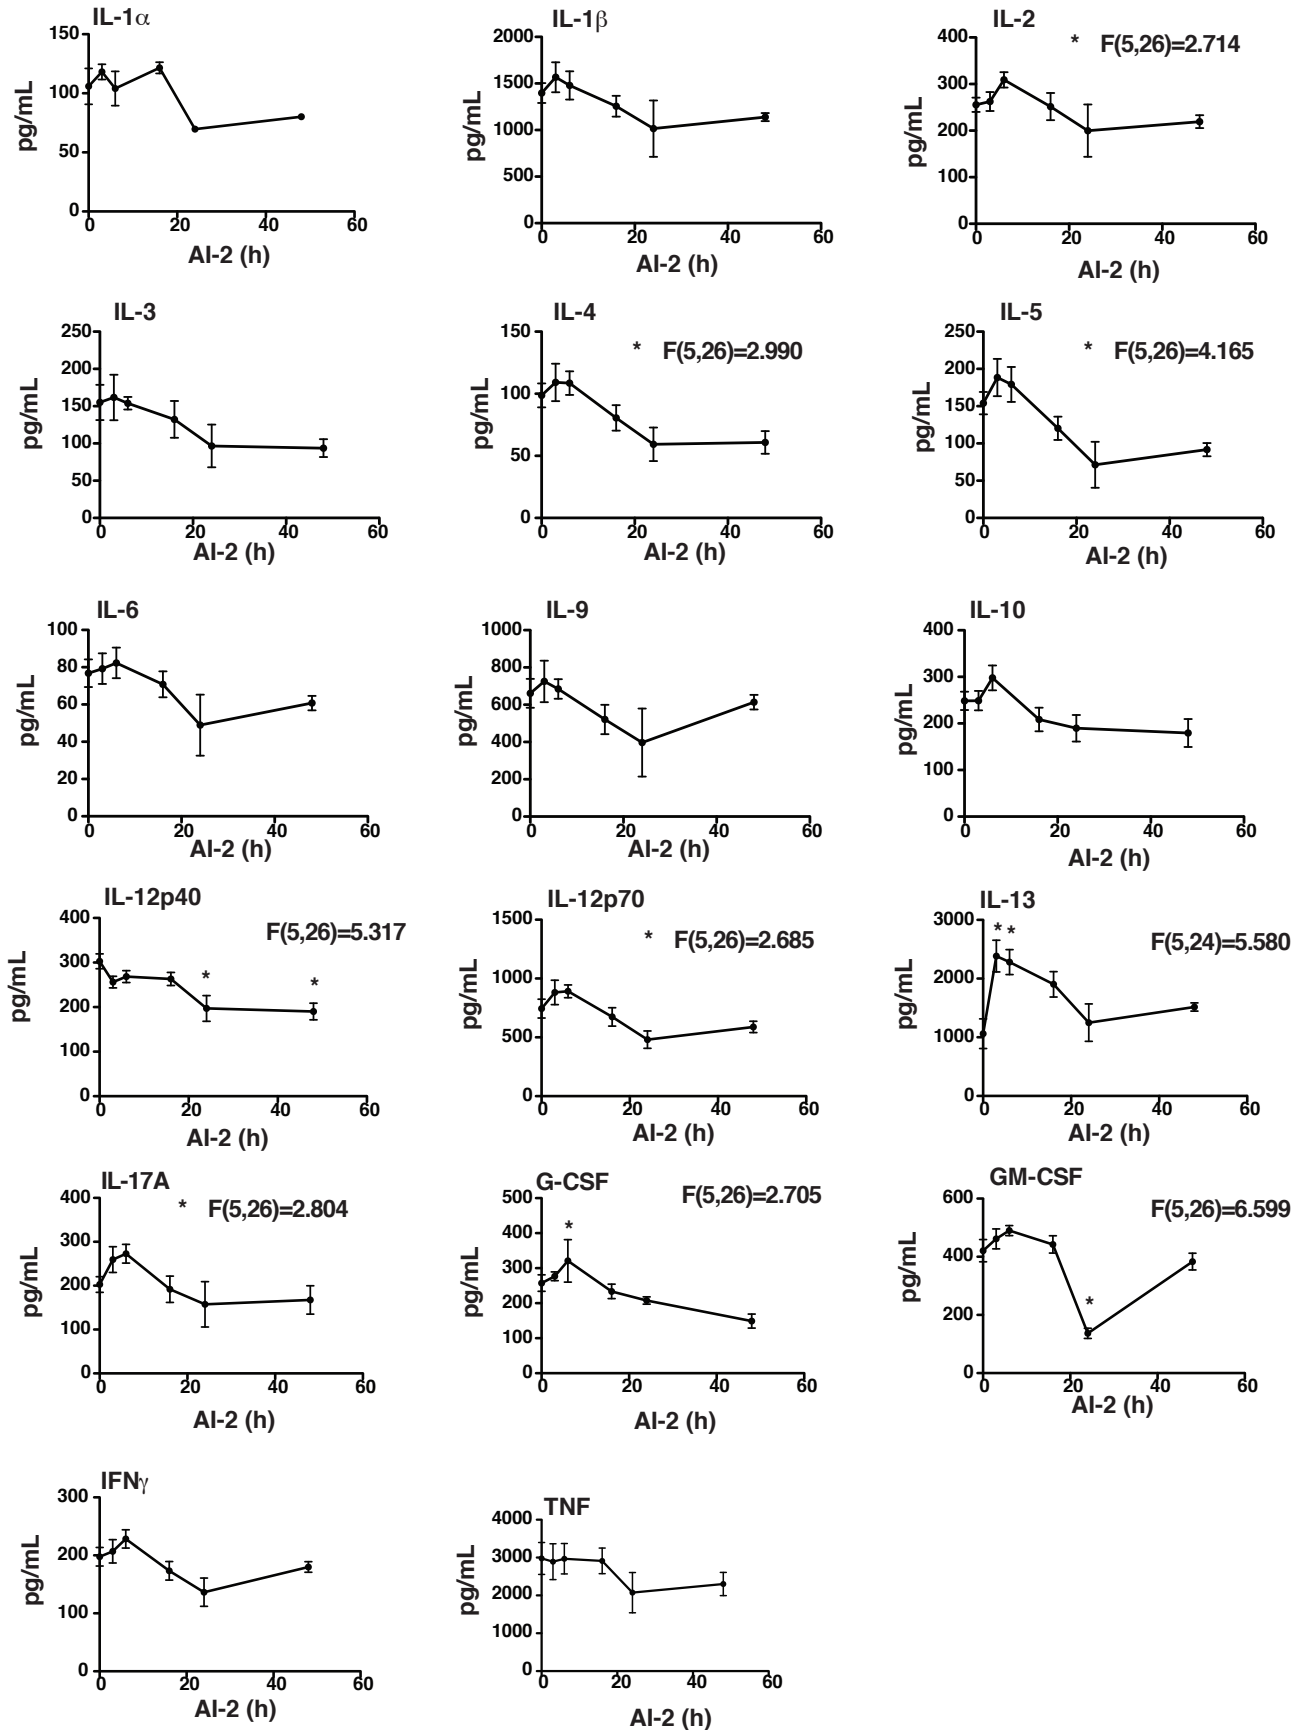 IL-1α
150
100
50
0
pg/mL
0 20 40 60
AI-2 (h)
IL-1β
2000
1500
1000
500
0
pg/mL
0 20 40 60
AI-2 (h)
IL-2
* F(5,26)=2.714
400
300
200
100
0
pg/mL
0 20 40 60
AI-2 (h)
IL-3
250
200
150
100
50
0
pg/mL
0 20 40 60
AI-2 (h)
IL-4
* F(5,26)=2.990
150
100
50
0
pg/mL
0 20 40 60
AI-2 (h)
IL-5
* F(5,26)=4.165
250
200
150
100
50
0
pg/mL
0 20 40 60
AI-2 (h)
IL-6
100
80
60
40
20
0
pg/mL
0 20 40 60
AI-2 (h)
IL-9
1000
800
600
400
200
0
pg/mL
0 20 40 60
AI-2 (h)
IL-10
400
300
200
100
0
pg/mL
0 20 40 60
AI-2 (h)
IL-12p40
F(5,26)=5.317
* *
400
300
200
100
0
pg/mL
0 20 40 60
AI-2 (h)
IL-12p70
* F(5,26)=2.685
1500
1000
500
0
pg/mL
0 20 40 60
AI-2 (h)
IL-13
* * F(5,24)=5.580
3000
2000
1000
0
pg/mL
0 20 40 60
AI-2 (h)
IL-17A
* F(5,26)=2.804
400
300
200
100
0
pg/mL
0 20 40 60
AI-2 (h)
G-CSF
F(5,26)=2.705
*
500
400
300
200
100
0
pg/mL
0 20 40 60
AI-2 (h)
GM-CSF
F(5,26)=6.599
*
600
400
200
0
pg/mL
0 20 40 60
AI-2 (h)
IFNγ
300
200
100
0
pg/mL
0 20 40 60
AI-2 (h)
TNF
4000
3000
2000
1000
0
pg/mL
0 20 40 60
AI-2 (h)